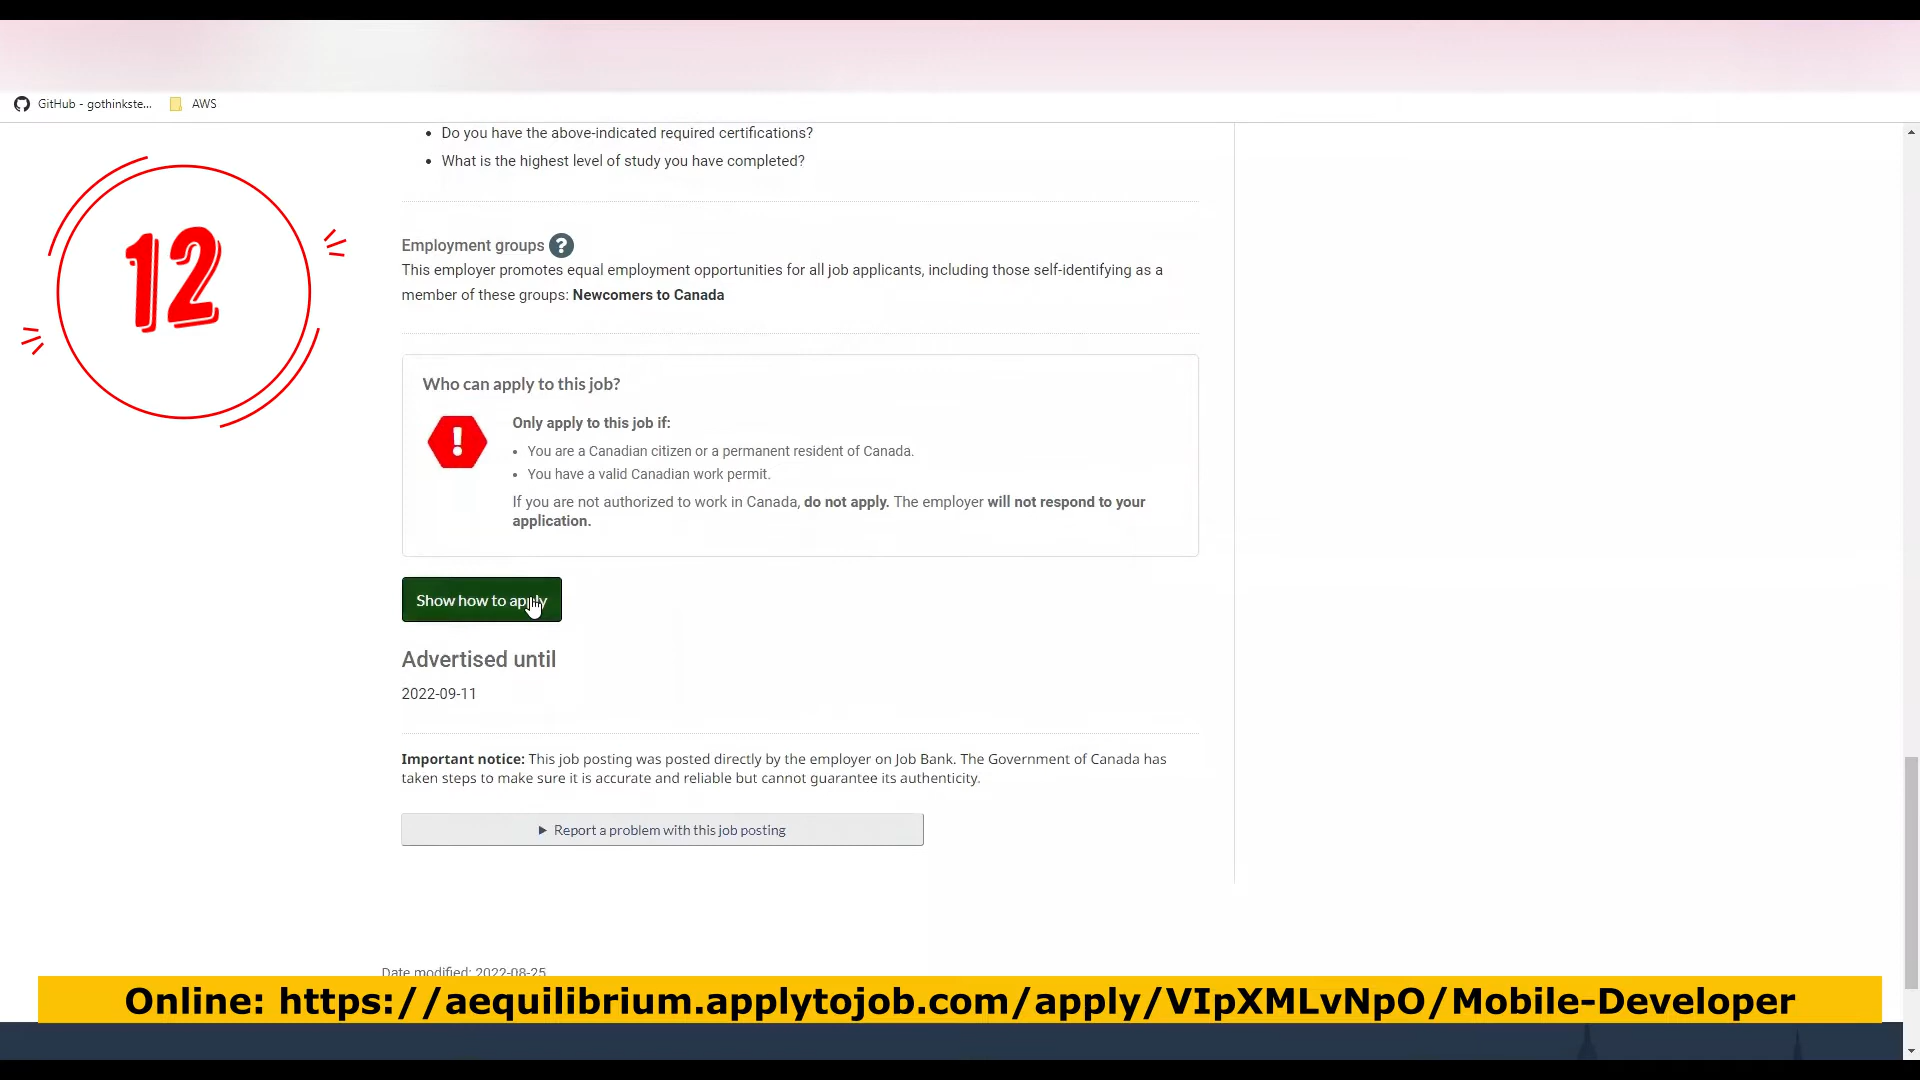 GitHub - gothinkste...
AWS
Do you have the above-indicated required certifications?
What is the highest level of study you have completed?
12
Employment groups ?
This employer promotes equal employment opportunities for all job applicants, including those self-identifying as a
member of these groups: Newcomers to Canada
Who can apply to this job?
!
Only apply to this job if:
You are a Canadian citizen or a permanent resident of Canada.
You have a valid Canadian work permit.
If you are not authorized to work in Canada, do not apply. The employer will not respond to your
application.
Show how to apply
Advertised until
2022-09-11
Important notice: This job posting was posted directly by the employer on Job Bank. The Government of Canada has
taken steps to make sure it is accurate and reliable but cannot guarantee its authenticity.
Report a problem with this job posting
Date modified: 2022-08-25
Online: https://aequilibrium.applytojob.com/apply/VIpXMLvNpO/Mobile-Developer